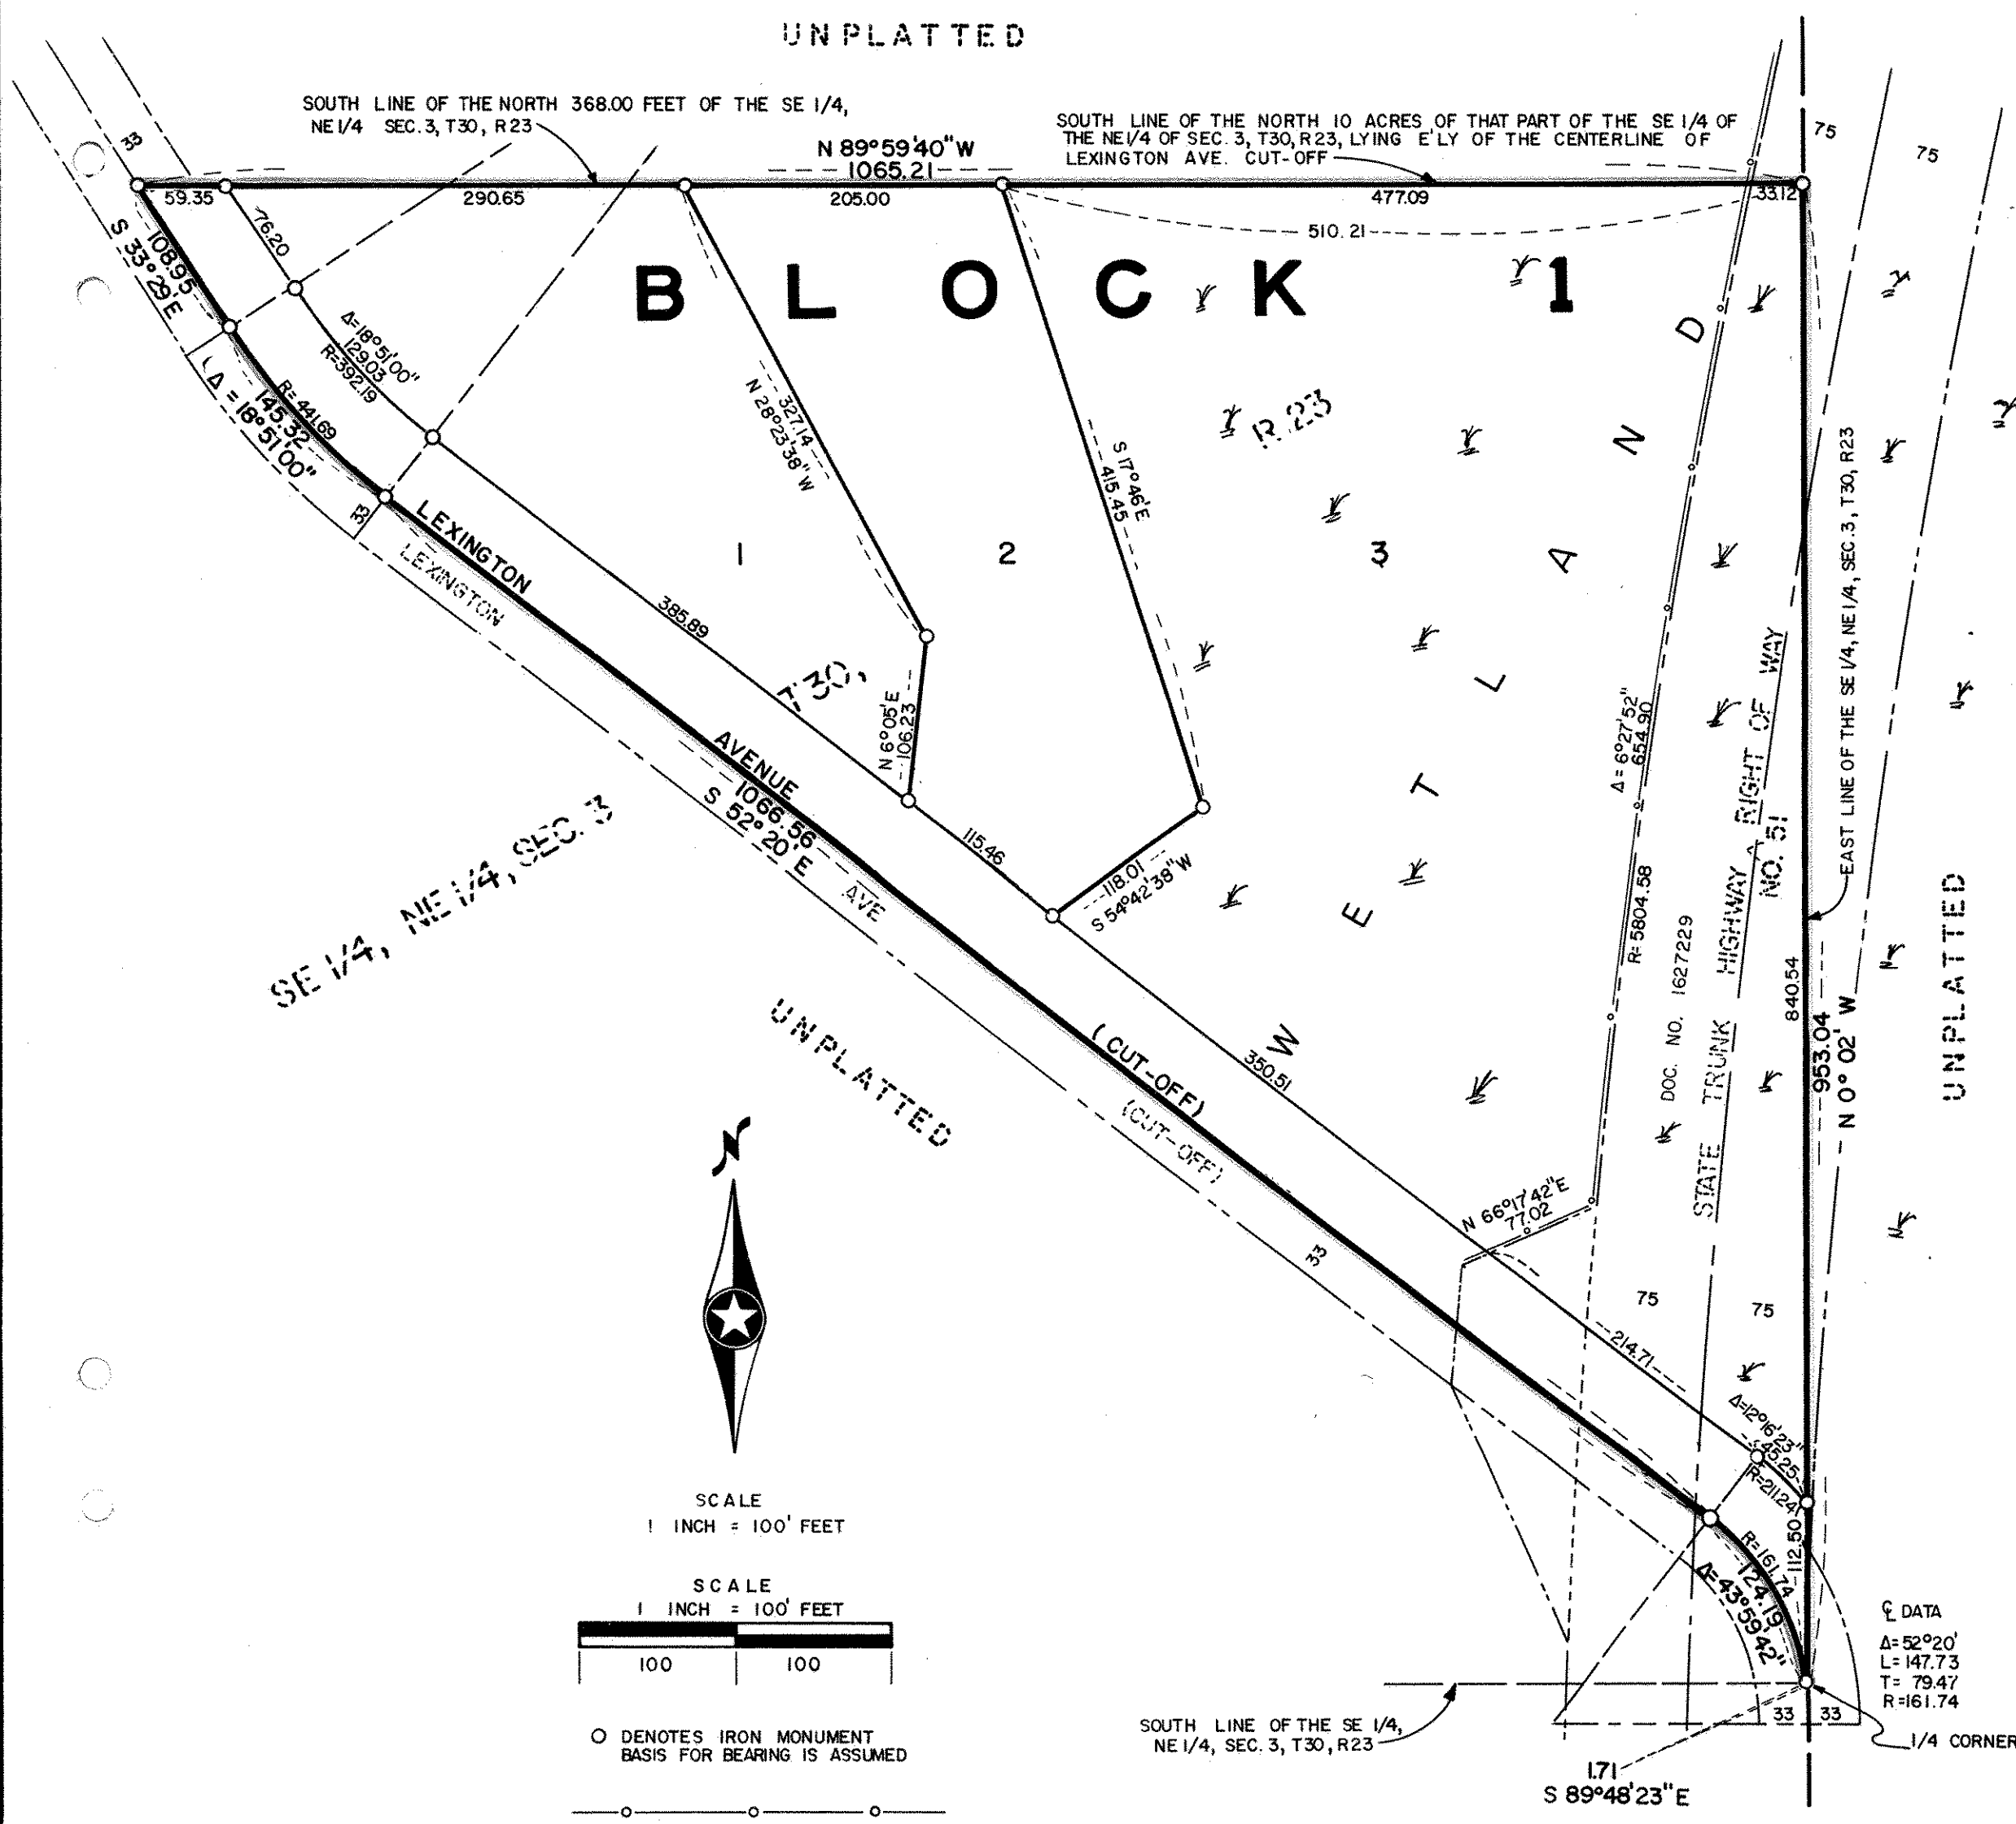 UNPLATTED
SOUTH LINE OF THE NORTH 368.00 FEET OF THE SE 1/4,
NE 1/4 SEC. 3, T30, R23
SOUTH LINE OF THE NORTH 10 ACRES OF THAT PART OF THE SE 1/4 OF
THE NE 1/4 OF SEC. 3, T30, R23, LYING E'LY OF THE CENTERLINE OF
LEXINGTON AVE. CUT-OFF
N 89°59'40" W
1065.21
33
75
75
59.35
290.65
205.00
477.09
33.12
510.21
76.20
108.95
S 33°29'E
BLOCK 1
Δ=18°51'00"
129.03
R=392.19
R=441.69
145.32
Δ=18°51'00"
33
327.14
N 28°23'38" W
S 17°46'E
415.45
R 23
1
2
3
WETLAND
LEXINGTON
LEXINGTON
385.89
T 30,
N 6°05'E
106.23
AVENUE
1066.56
S 52°20' E
AVE
115.46
118.01
S 54°42'38" W
Δ = 6°27'52"
654.90
R=5804.58
DOC. NO. 1627229
STATE TRUNK HIGHWAY RIGHT OF WAY
NO. 51
EAST LINE OF THE SE 1/4, NE 1/4, SEC. 3, T30, R23
840.54
953.04
N 0° 02' W
UNPLATTED
SE 1/4, NE 1/4, SEC. 3
UNPLATTED
(CUT-OFF)
(CUT-OFF)
350.51
N 66°17'42"E
77.02
33
75
75
214.71
Δ=12°16'23"
45.25
R=211.24
112.50
R=161.74
124.19
Δ=43°59'42"
N
SCALE
1 INCH = 100' FEET
SCALE
1 INCH = 100' FEET
100
100
O DENOTES IRON MONUMENT
BASIS FOR BEARING IS ASSUMED
℄ DATA
Δ=52°20'
L=147.73
T= 79.47
R=161.74
33
33
1/4 CORNER
SOUTH LINE OF THE SE 1/4,
NE 1/4, SEC. 3, T30, R23
1.71
S 89°48'23" E